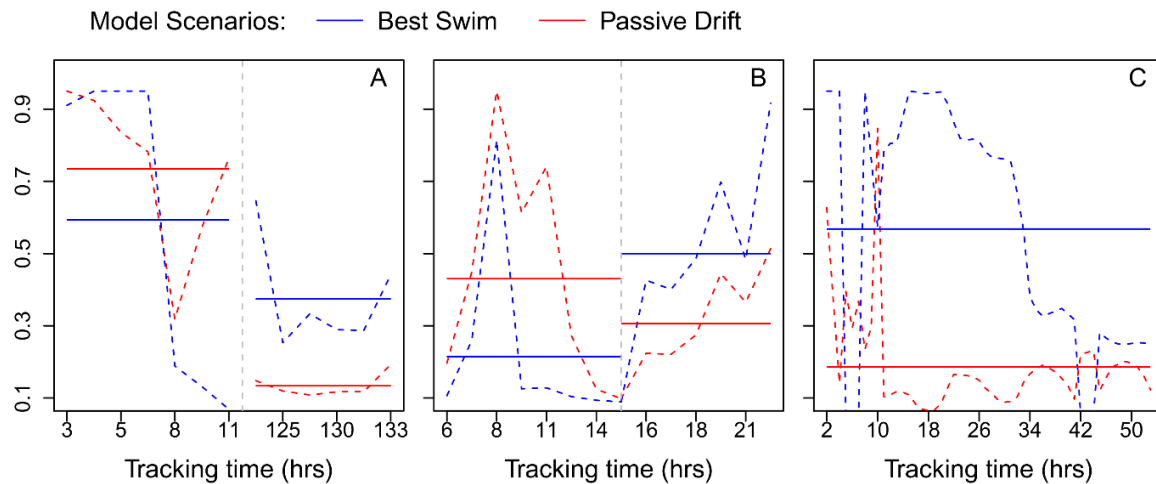 Model Scenarios: Best Swim Passive Drift
A B C
0.9
0.7
0.5
0.3
0.1
3 5 8 11 125 130 133 6 8 11 14 16 18 21 2 10 18 26 34 42 50
Tracking time (hrs) Tracking time (hrs) Tracking time (hrs)